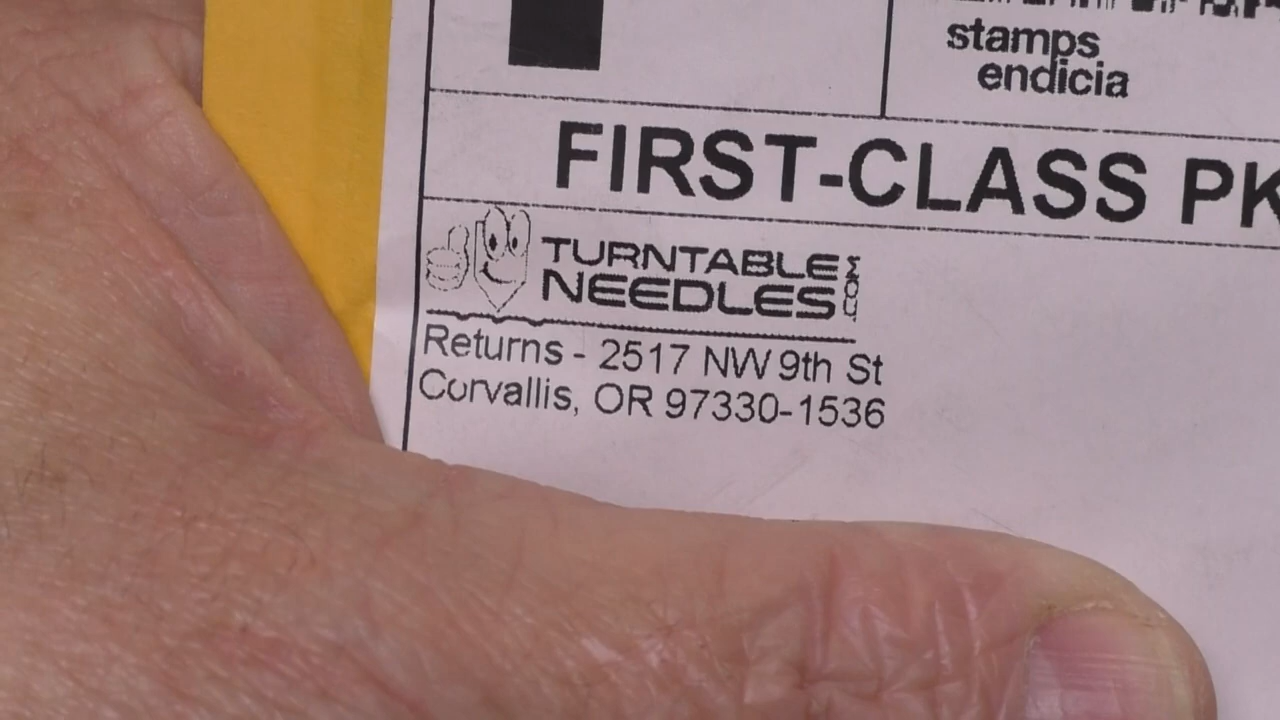 stamps
endicia
FIRST-CLASS PK
TURNTABLE
NEEDLES
.COM
Returns - 2517 NW 9th St
Corvallis, OR 97330-1536